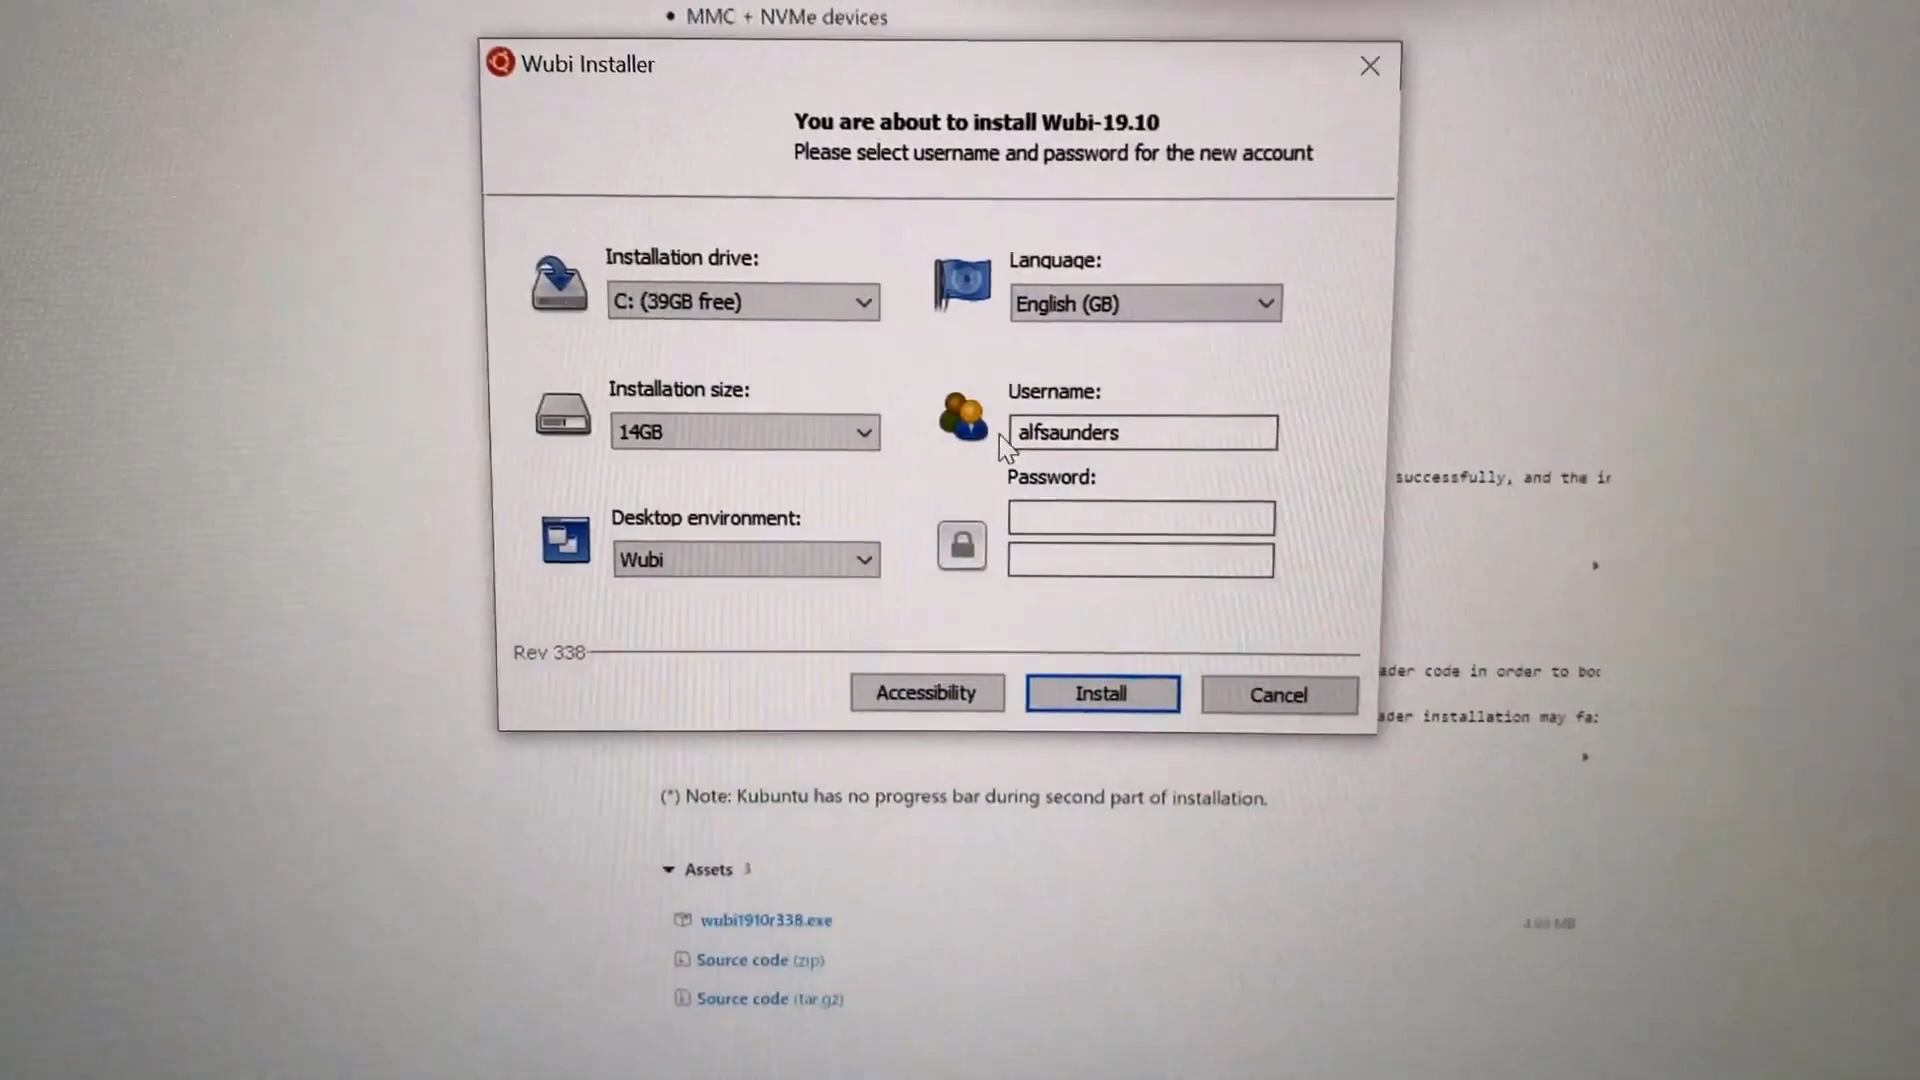 • MMC + NVMe devices
Wubi Installer
You are about to install Wubi-19.10
Please select username and password for the new account
Installation drive:
C: (39GB free)
Language:
English (GB)
Installation size:
14GB
Username:
alfsaunders
Password:
Desktop environment:
Wubi
successfully, and the
Rev 338
Accessibility
Install
Cancel
code in order to
installation may
(*) Note: Kubuntu has no progress bar during second part of installation.
Assets 3
wubi1910r338.exe
Source code (zip)
Source code (tar.gz)